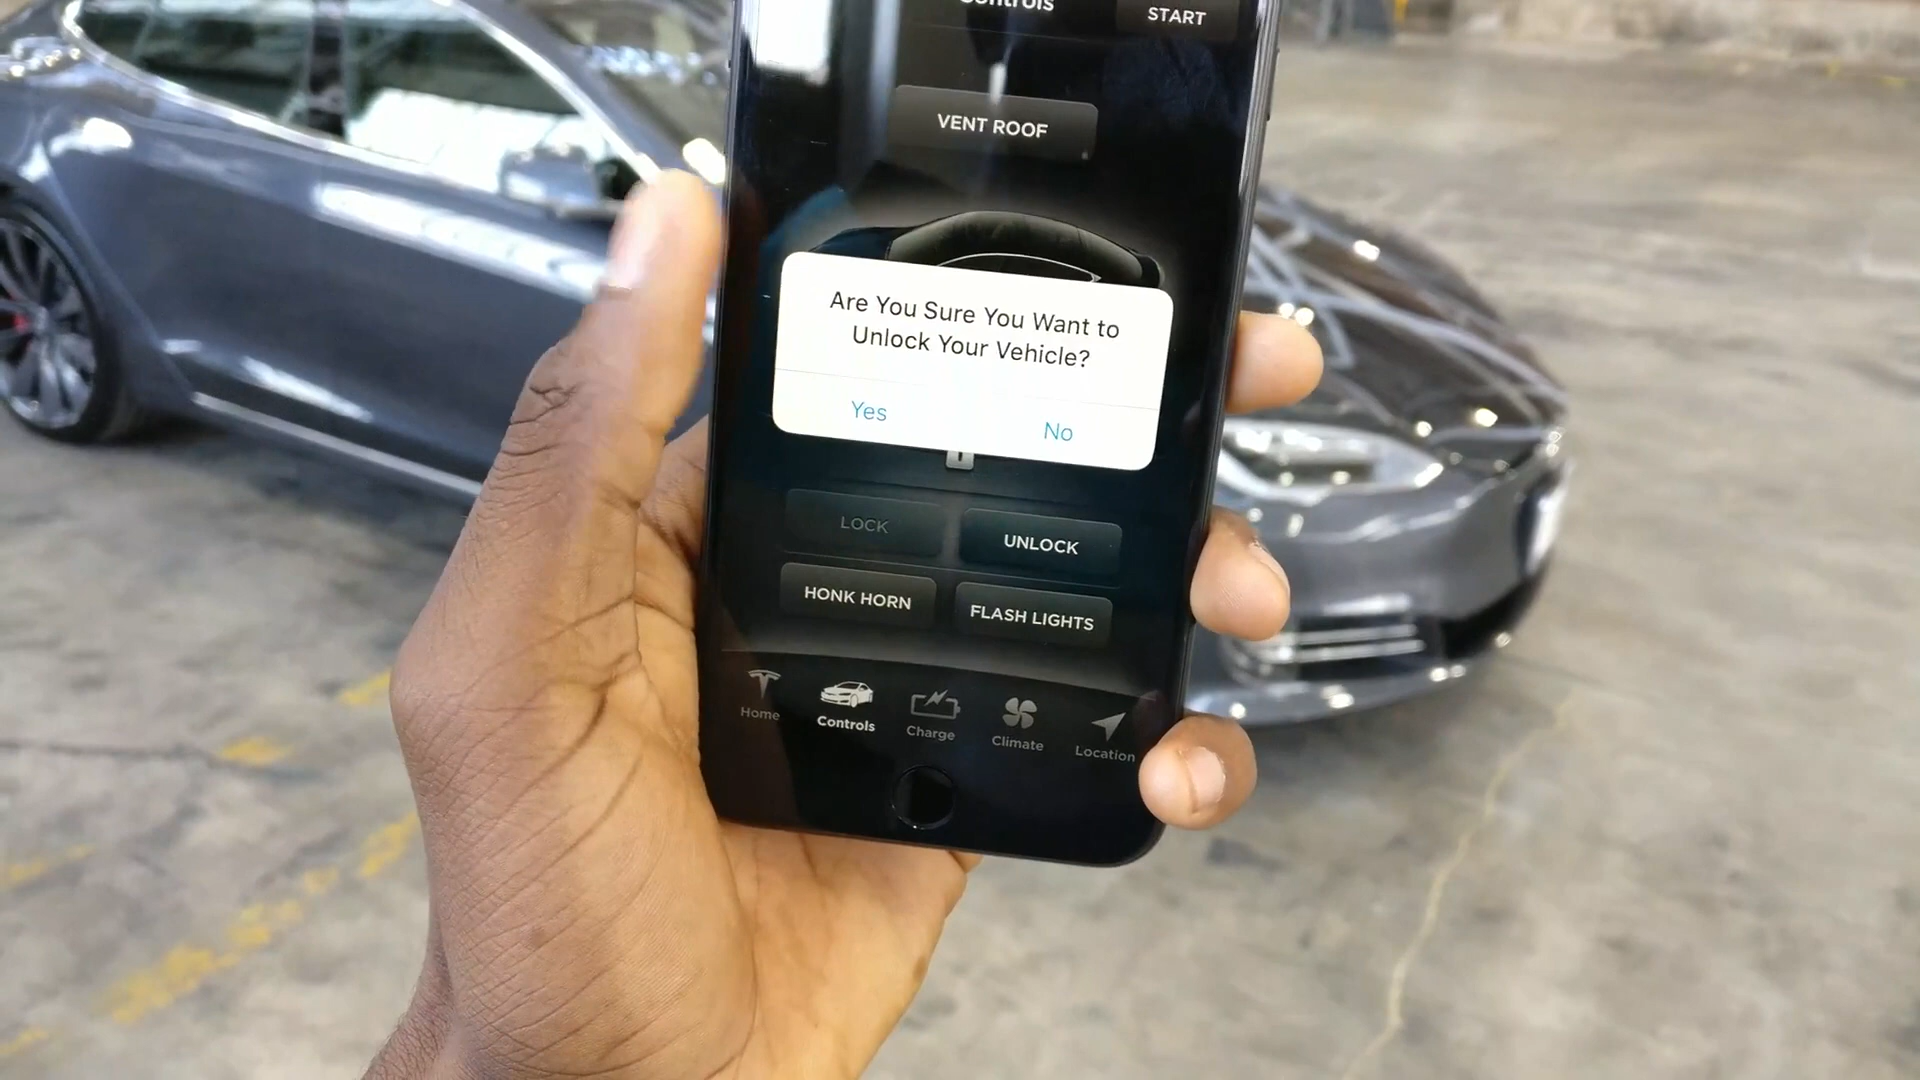 Controls
START
VENT ROOF
Are You Sure You Want to
Unlock Your Vehicle?
Yes
No
LOCK
UNLOCK
HONK HORN
FLASH LIGHTS
Home
Controls
Charge
Climate
Location